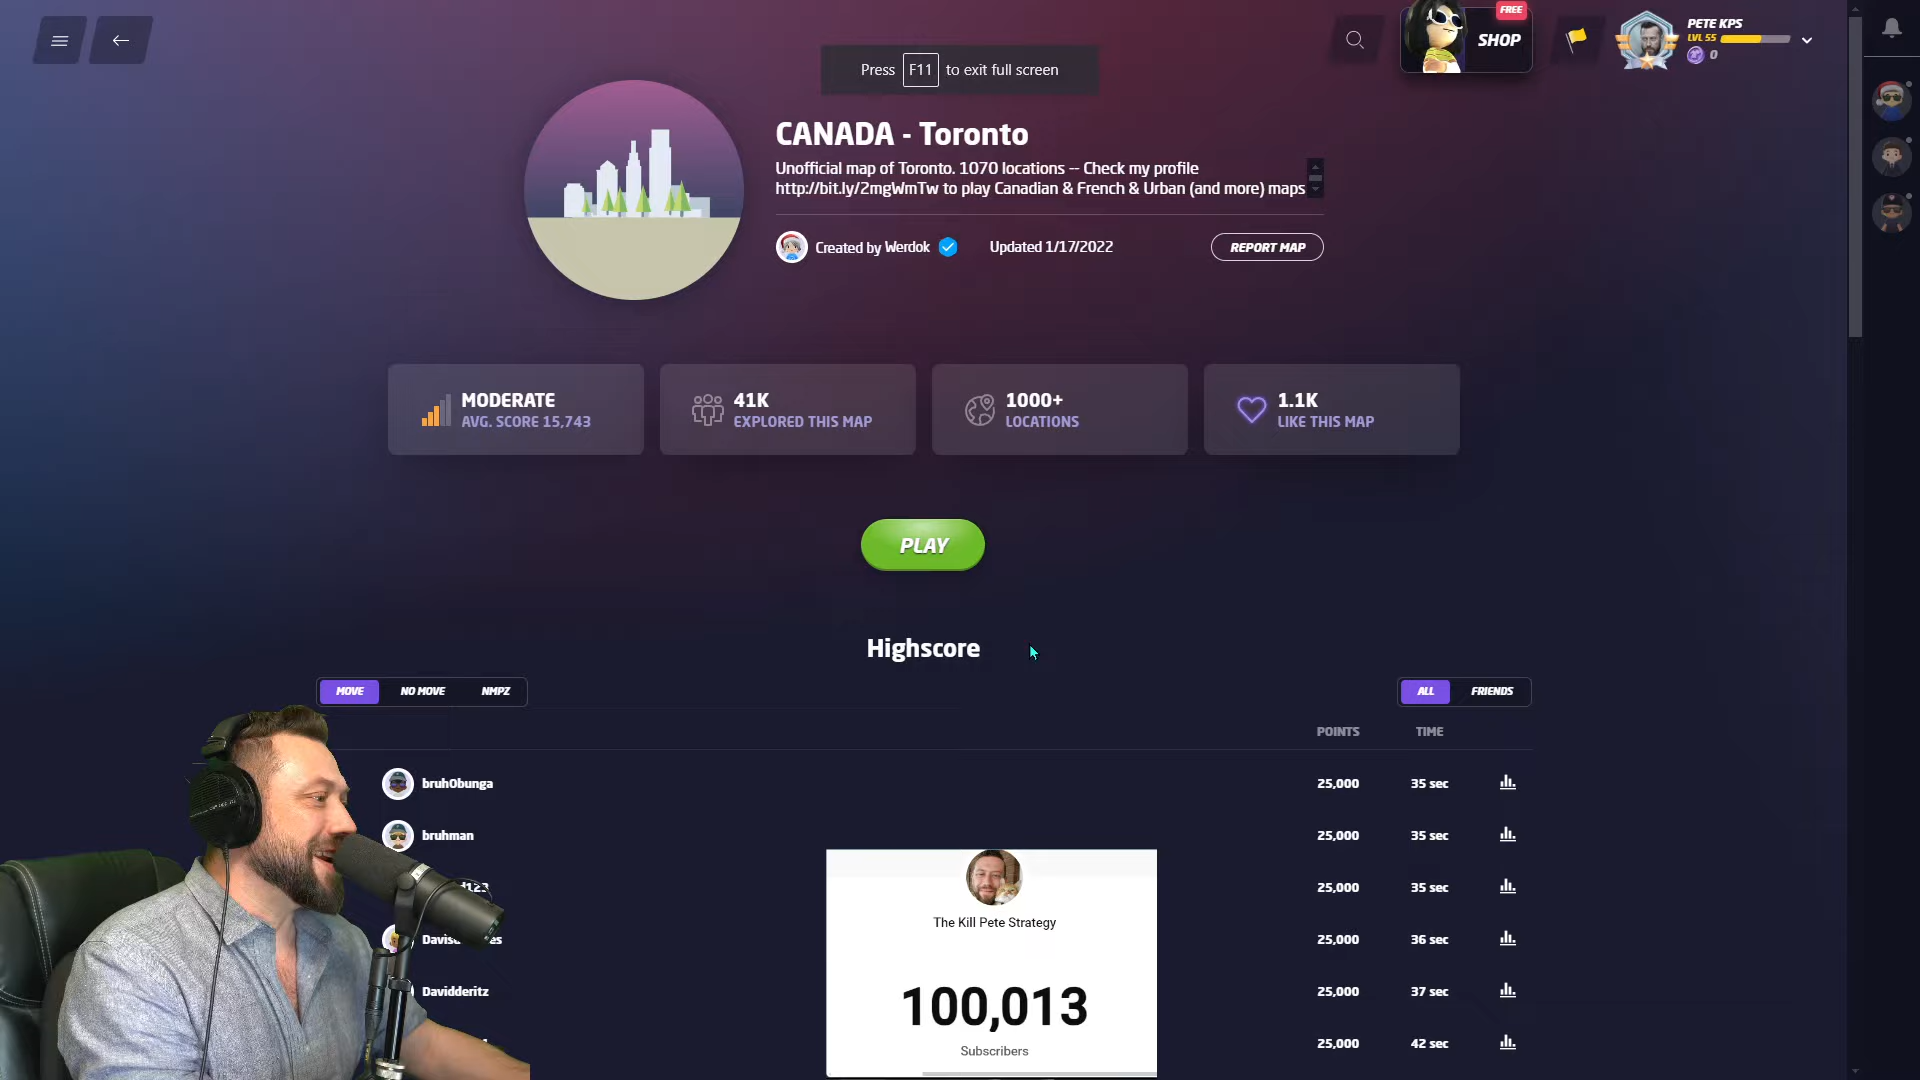 FREE
SHOP
PETE KPS
LVL 55
0
Press F11 to exit full screen
CANADA - Toronto
Unofficial map of Toronto. 1070 locations -- Check my profile
http://bit.ly/2mgWmTw to play Canadian & French & Urban (and more) maps
Created by Werdok
Updated 1/17/2022
REPORT MAP
MODERATE
AVG. SCORE 15,743
41K
EXPLORED THIS MAP
1000+
LOCATIONS
1.1K
LIKE THIS MAP
PLAY
Highscore
MOVE NO MOVE NMPZ
ALL FRIENDS
POINTS TIME
bruh0bunga 25,000 35 sec
bruhman 25,000 35 sec
25,000 35 sec
25,000 36 sec
Davidderitz 25,000 37 sec
25,000 42 sec
The Kill Pete Strategy
100,013
Subscribers